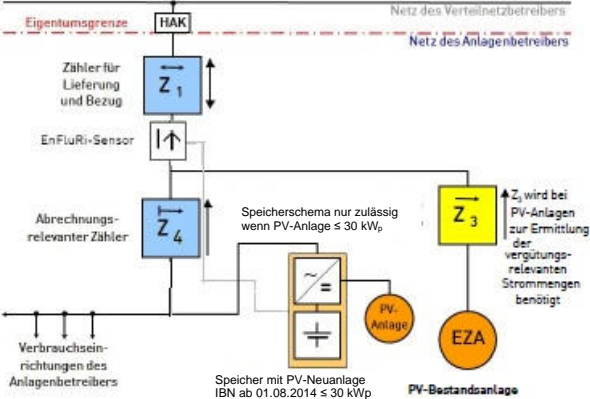 Netz des Verteilnetzbetreibers
Eigentumsgrenze
HAK
Netz des Anlagenbetreibers
Zähler für
Lieferung
und Bezug
Z 1
EnFluRi-Sensor
Abrechnungs-
relevanter Zähler
Z 4
Speicherschema nur zulässig
wenn PV-Anlage ≤ 30 kWp
Z 3
Z3 wird bei
PV-Anlagen
zur Ermittlung
der
vergütungs-
relevanten
Strommengen
benötigt
~
=
PV-
Anlage
EZA
Verbrauchsein-
richtungen des
Anlagenbetreibers
Speicher mit PV-Neuanlage
IBN ab 01.08.2014 ≤ 30 kWp
PV-Bestandsanlage